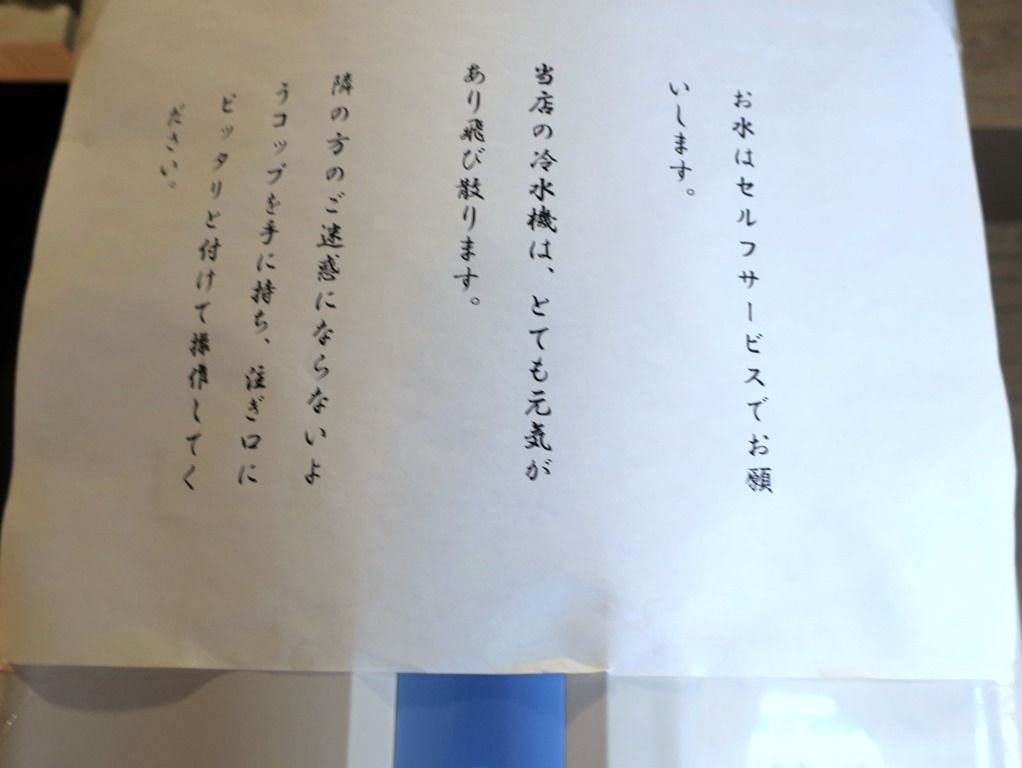 お水はセルフサービスでお願
いします。
当店の冷水機は、とても元気が
あり飛び散ります。
隣の方のご迷惑にならないよ
うコップを手に持ち、注ぎ口に
ピッタリと付けて操作してく
ださい。